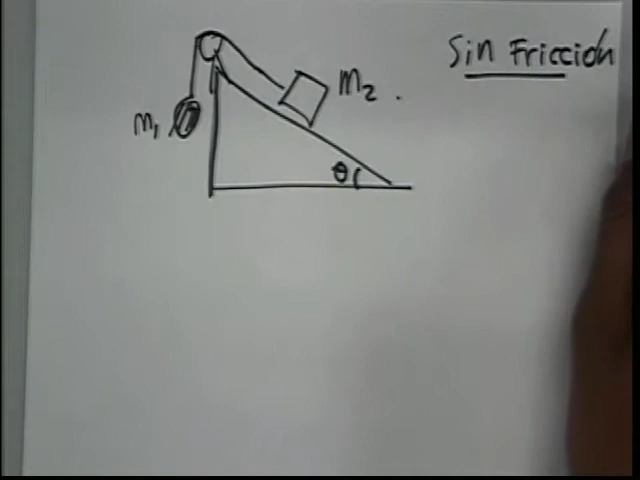 Sin Fricción
m₂ .
m₁
θ